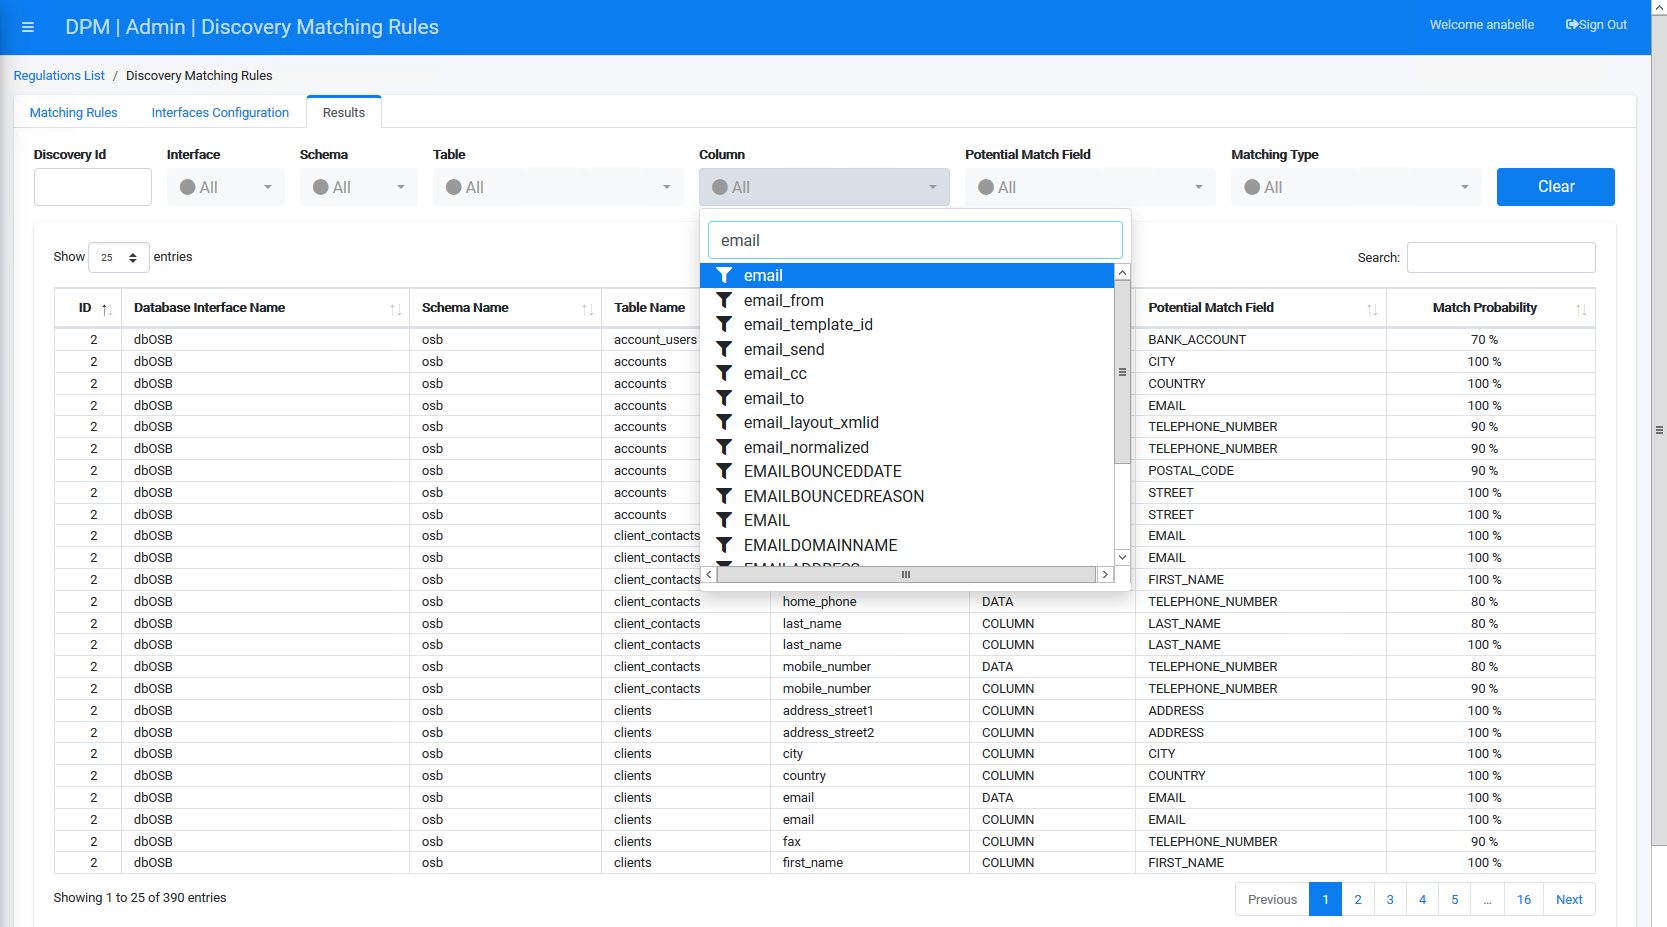 DPM | Admin | Discovery Matching Rules
Welcome anabelle
Sign Out
Regulations List / Discovery Matching Rules
Matching Rules
Interfaces Configuration
Results
Discovery Id
Interface
Schema
Table
Column
Potential Match Field
Matching Type
All
All
All
All
All
All
Clear
email
email
email_from
email_template_id
email_send
email_cc
email_to
email_layout_xmlid
email_normalized
EMAILBOUNCEDDATE
EMAILBOUNCEDREASON
EMAIL
EMAILDOMAINNAME
Show 25 entries
Search:
ID Database Interface Name Schema Name Table Name Potential Match Field Match Probability
2 dbOSB osb account_users BANK_ACCOUNT 70 %
2 dbOSB osb accounts CITY 100 %
2 dbOSB osb accounts COUNTRY 100 %
2 dbOSB osb accounts EMAIL 100 %
2 dbOSB osb accounts TELEPHONE_NUMBER 90 %
2 dbOSB osb accounts TELEPHONE_NUMBER 90 %
2 dbOSB osb accounts POSTAL_CODE 90 %
2 dbOSB osb accounts STREET 100 %
2 dbOSB osb accounts STREET 100 %
2 dbOSB osb client_contacts EMAIL 100 %
2 dbOSB osb client_contacts EMAIL 100 %
2 dbOSB osb client_contacts FIRST_NAME 100 %
2 dbOSB osb client_contacts home_phone DATA TELEPHONE_NUMBER 80 %
2 dbOSB osb client_contacts last_name COLUMN LAST_NAME 80 %
2 dbOSB osb client_contacts last_name COLUMN LAST_NAME 100 %
2 dbOSB osb client_contacts mobile_number DATA TELEPHONE_NUMBER 80 %
2 dbOSB osb client_contacts mobile_number COLUMN TELEPHONE_NUMBER 90 %
2 dbOSB osb clients address_street1 COLUMN ADDRESS 100 %
2 dbOSB osb clients address_street2 COLUMN ADDRESS 100 %
2 dbOSB osb clients city COLUMN CITY 100 %
2 dbOSB osb clients country COLUMN COUNTRY 100 %
2 dbOSB osb clients email DATA EMAIL 100 %
2 dbOSB osb clients email COLUMN EMAIL 100 %
2 dbOSB osb clients fax COLUMN TELEPHONE_NUMBER 90 %
2 dbOSB osb clients first_name COLUMN FIRST_NAME 100 %
Showing 1 to 25 of 390 entries
Previous 1 2 3 4 5 ... 16 Next